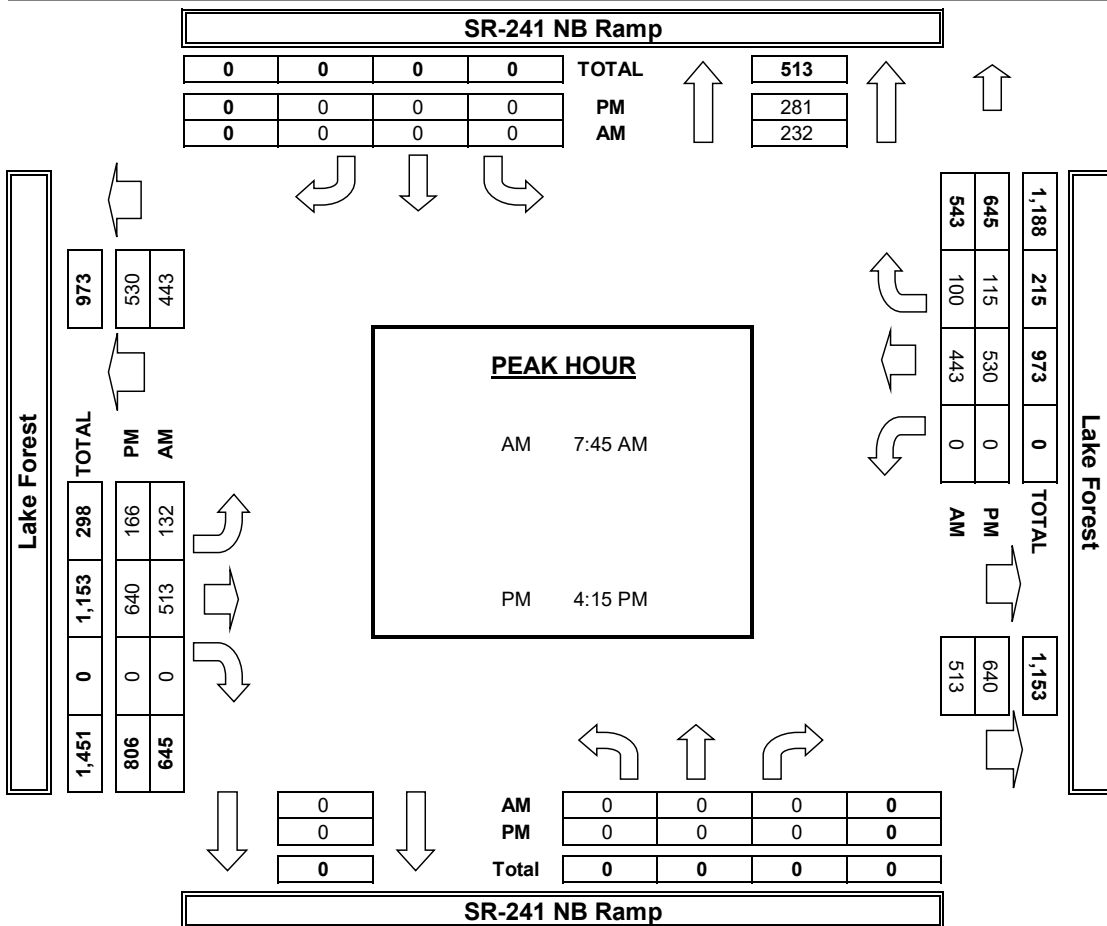 SR-241 NB Ramp
0 0 0 0 TOTAL 513
0 0 0 0 PM 281
0 0 0 0 AM 232
Lake Forest
973
530
443
TOTAL PM AM
298 166 132
1,153 640 513
0 0 0
1,451 806 645
PEAK HOUR
AM 7:45 AM
PM 4:15 PM
543 645 1,188
100 115 215
443 530 973
0 0 0
AM PM TOTAL
513 640 1,153
Lake Forest
0 AM 0 0 0 0
0 PM 0 0 0 0
0 Total 0 0 0 0
SR-241 NB Ramp